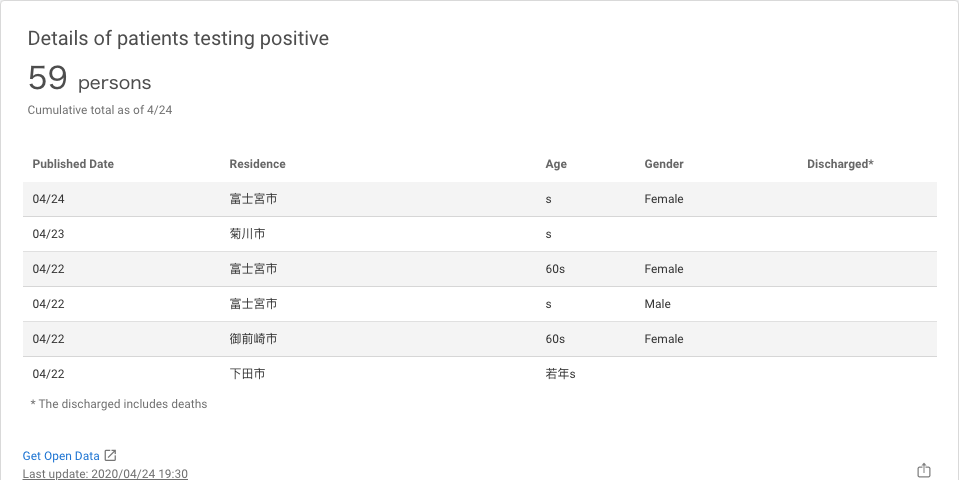 Details of patients testing positive
59 persons
Cumulative total as of 4/24
Published Date Residence Age Gender Discharged*
04/24 富士宮市 s Female
04/23 菊川市 s
04/22 富士宮市 60s Female
04/22 富士宮市 s Male
04/22 御前崎市 60s Female
04/22 下田市 若年s
* The discharged includes deaths
Get Open Data
Last update: 2020/04/24 19:30